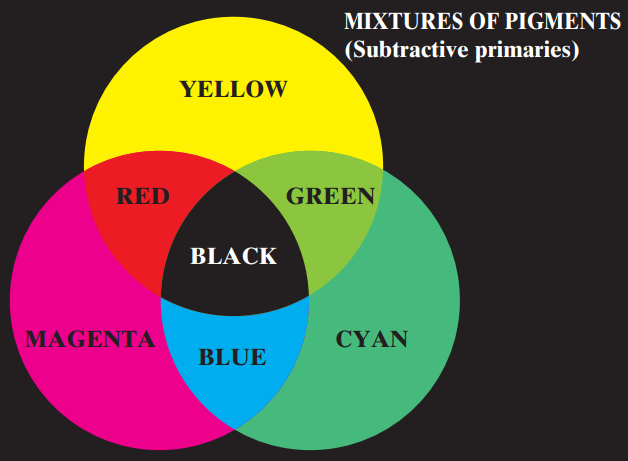 MIXTURES OF PIGMENTS
(Subtractive primaries)
YELLOW
RED
GREEN
BLACK
MAGENTA
CYAN
BLUE